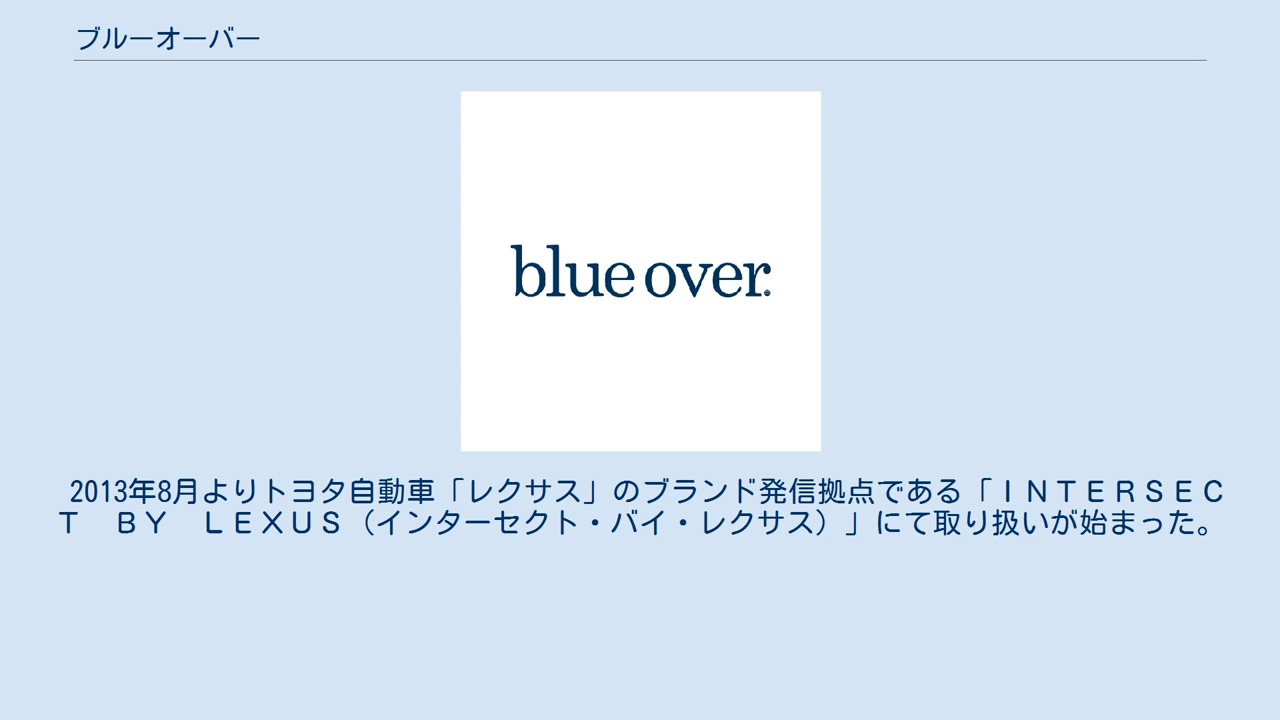 ブルーオーバー
blue over.
2013年8月よりトヨタ自動車「レクサス」のブランド発信拠点である「ＩＮＴＥＲＳＥＣ
Ｔ　ＢＹ　ＬＥＸＵＳ（インターセクト・バイ・レクサス）」にて取り扱いが始まった。